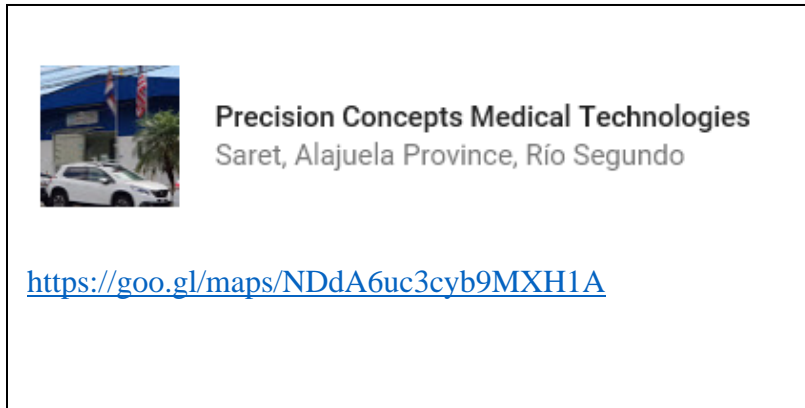 Precision Concepts Medical Technologies
Saret, Alajuela Province, Río Segundo
https://goo.gl/maps/NDdA6uc3cyb9MXH1A